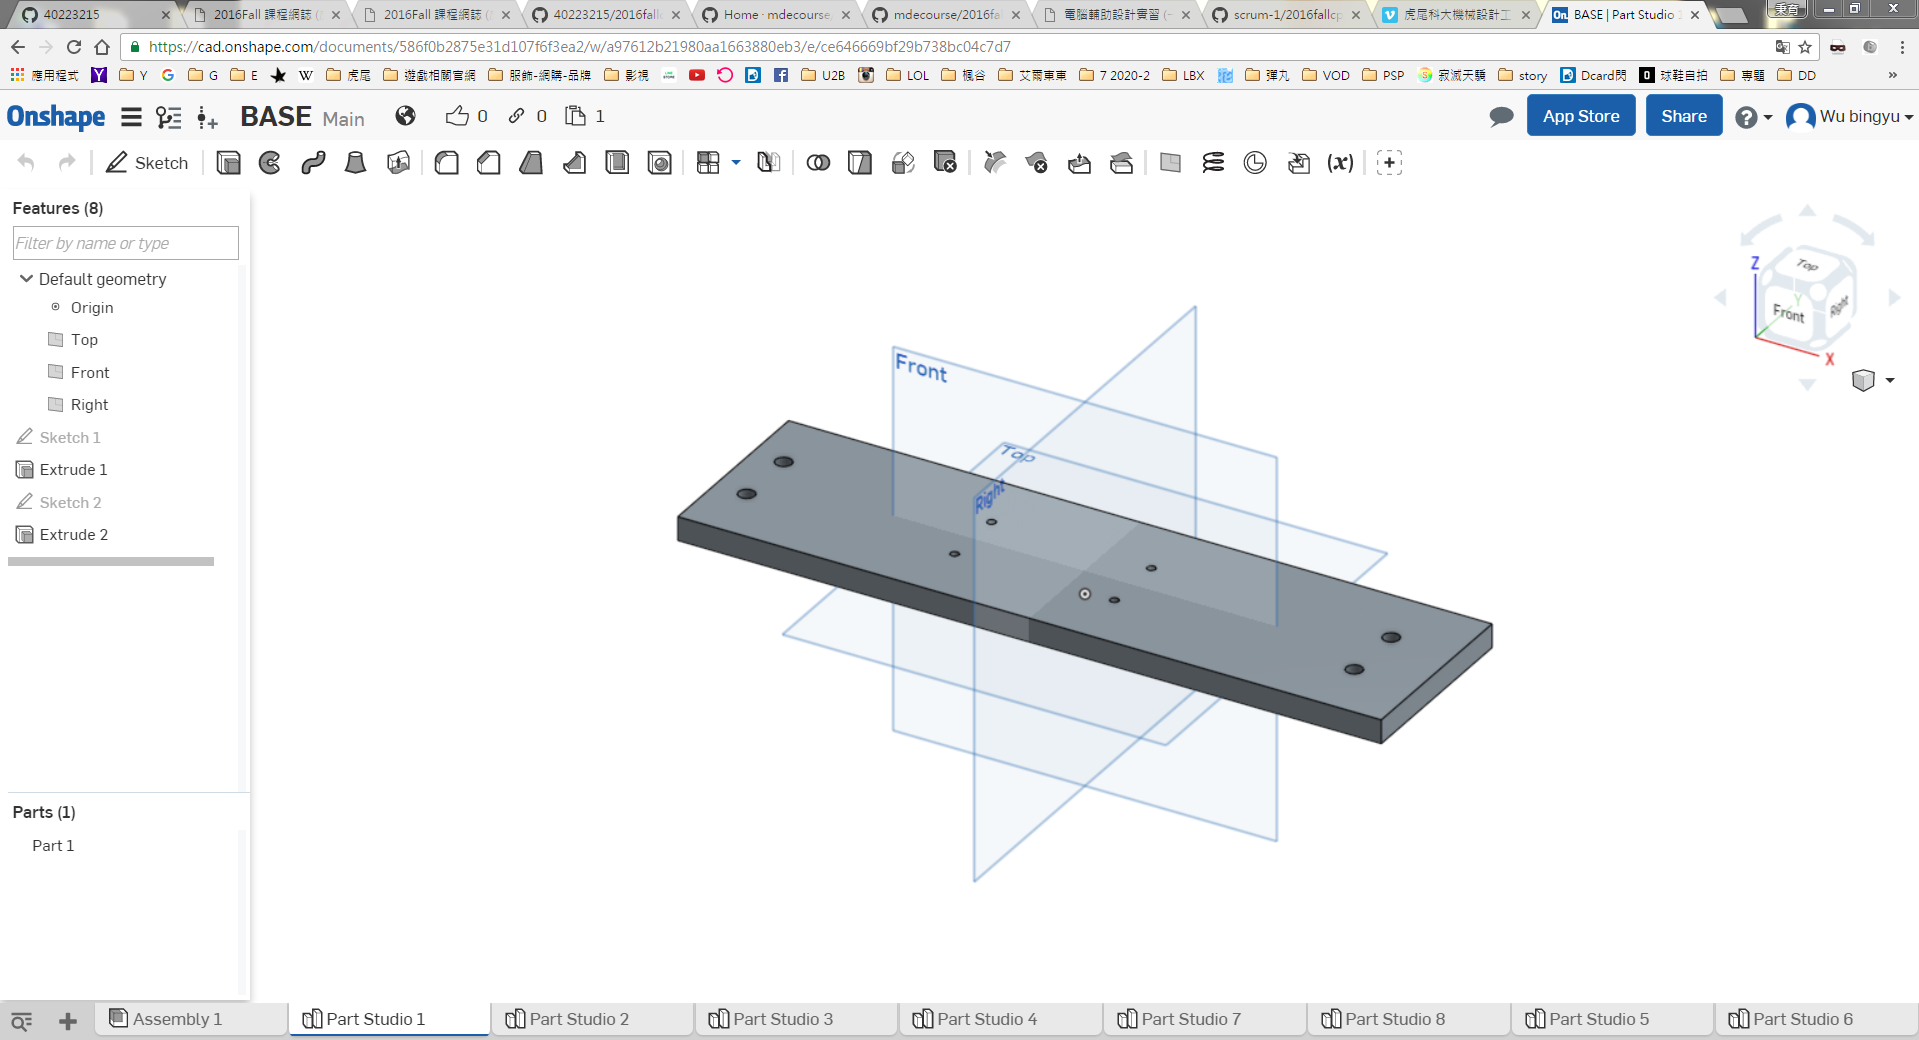 40223215
2016Fall 課程網誌 (
2016Fall 課程網誌 (
40223215/2016fall
Home · mdecourse
mdecourse/2016fa
電腦輔助設計實習 (
scrum-1/2016fallcp
虎尾科大機械設計工
BASE | Part Studio 1
https://cad.onshape.com/documents/586f0b2875e31d107f6f3ea2/w/a97612b21980aa1663880eb3/e/ce646669bf29b738bc04c7d7
應用程式
Y
G
E
虎尾
遊戲相關官網
服飾-網購-品牌
影視
U2B
LOL
楓谷
艾爾東東
7 2020-2
LBX
彈丸
VOD
PSP
寂滅天驕
story
Dcard閃
球鞋自拍
專題
DD
»
Onshape
BASE Main
0
0
1
App Store
Share
Wu bingyu
Sketch
(x)
Features (8)
Filter by name or type
Default geometry
Origin
Top
Front
Right
Sketch 1
Extrude 1
Sketch 2
Extrude 2
Front
Top
Right
Z
Top
Y
Front
Right
X
Parts (1)
Part 1
Assembly 1
Part Studio 1
Part Studio 2
Part Studio 3
Part Studio 4
Part Studio 7
Part Studio 8
Part Studio 5
Part Studio 6